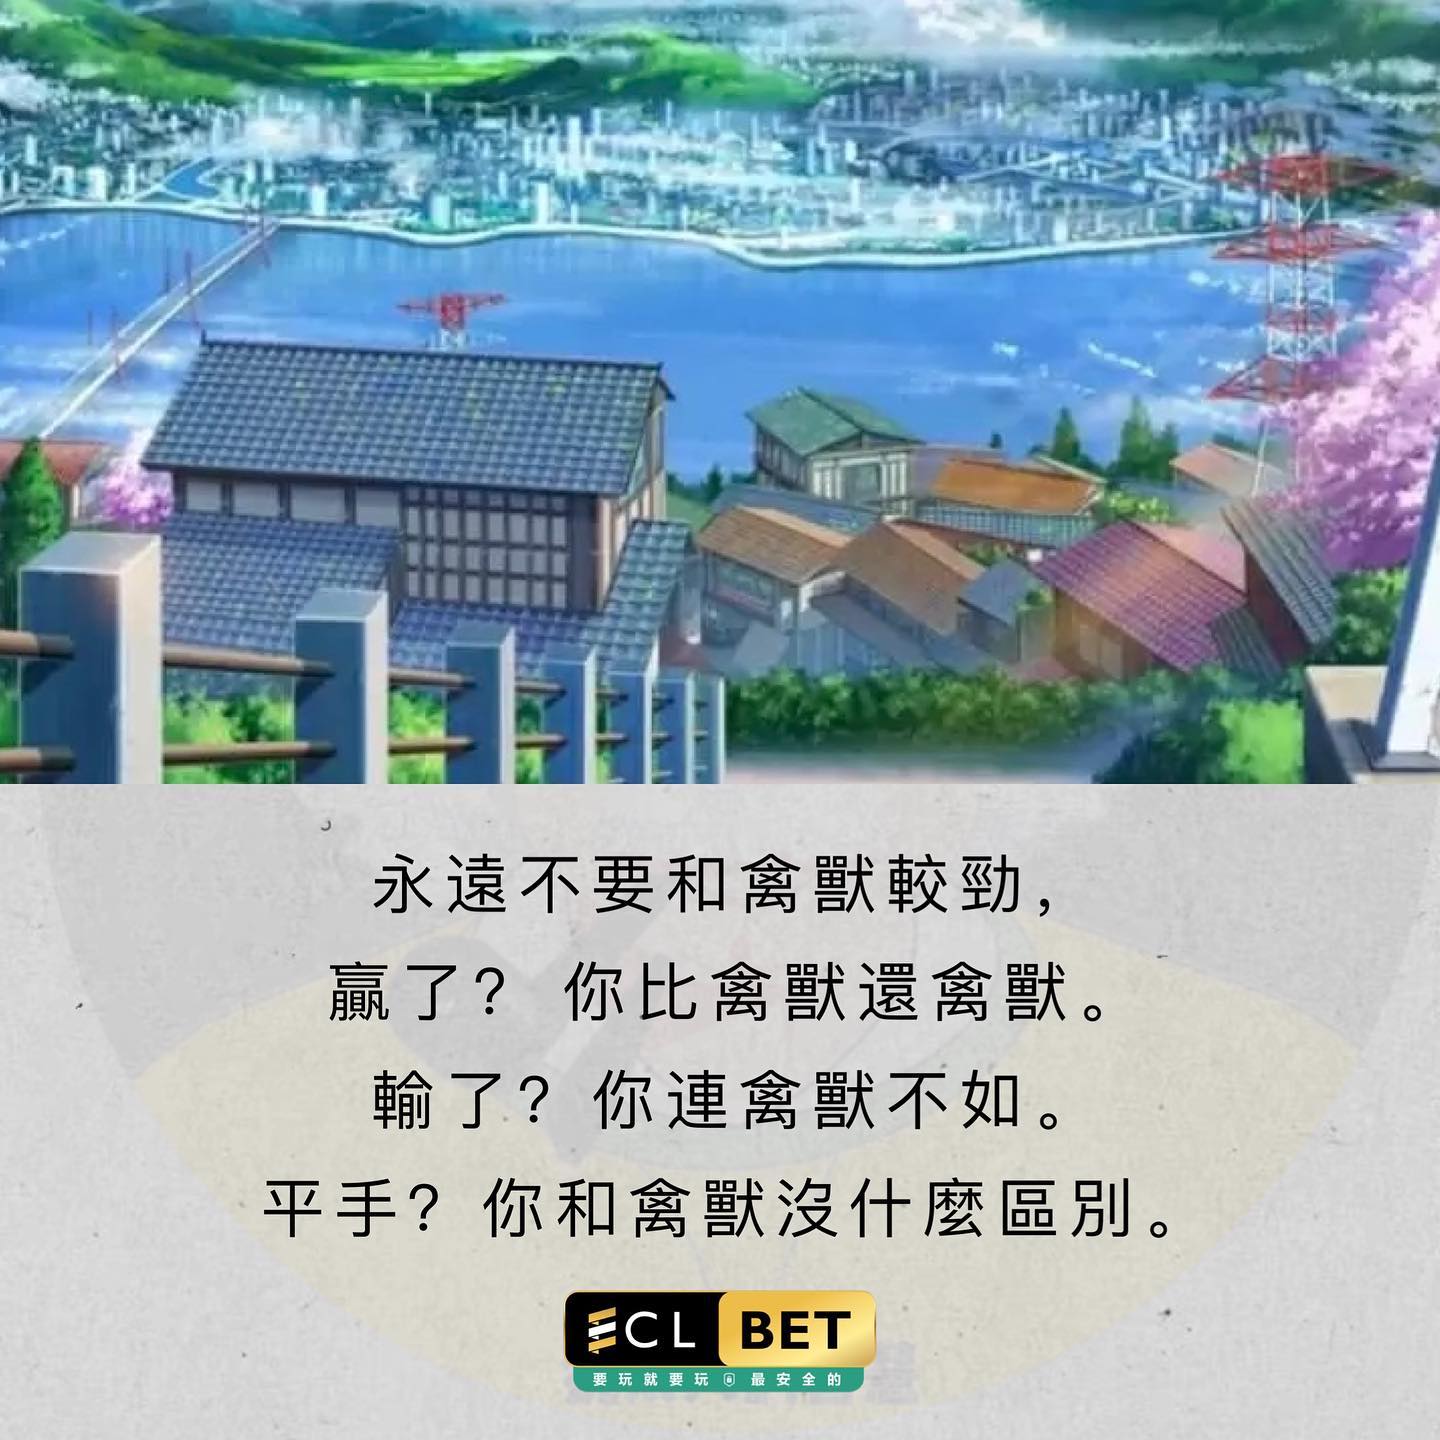 永遠不要和禽獸較勁，
贏了？ 你比禽獸還禽獸。
輸了？你連禽獸不如。
平手？你和禽獸沒什麼區別。
ECLBET
要玩就要玩 最安全的